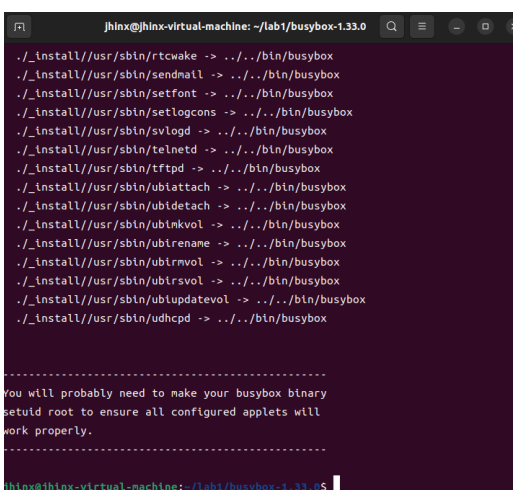 jhinx@jhinx-virtual-machine: ~/lab1/busybox-1.33.0
./_install//usr/sbin/rtcwake -> ../../bin/busybox
./_install//usr/sbin/sendmail -> ../../bin/busybox
./_install//usr/sbin/setfont -> ../../bin/busybox
./_install//usr/sbin/setlogcons -> ../../bin/busybox
./_install//usr/sbin/svlogd -> ../../bin/busybox
./_install//usr/sbin/telnetd -> ../../bin/busybox
./_install//usr/sbin/tftpd -> ../../bin/busybox
./_install//usr/sbin/ubiattach -> ../../bin/busybox
./_install//usr/sbin/ubidetach -> ../../bin/busybox
./_install//usr/sbin/ubimkvol -> ../../bin/busybox
./_install//usr/sbin/ubirename -> ../../bin/busybox
./_install//usr/sbin/ubirmvol -> ../../bin/busybox
./_install//usr/sbin/ubirsvol -> ../../bin/busybox
./_install//usr/sbin/ubiupdatevol -> ../../bin/busybox
./_install//usr/sbin/udhcpd -> ../../bin/busybox
--------------------------------------------------
You will probably need to make your busybox binary
setuid root to ensure all configured applets will
work properly.
--------------------------------------------------
jhinx@jhinx-virtual-machine:~/lab1/busybox-1.33.0$